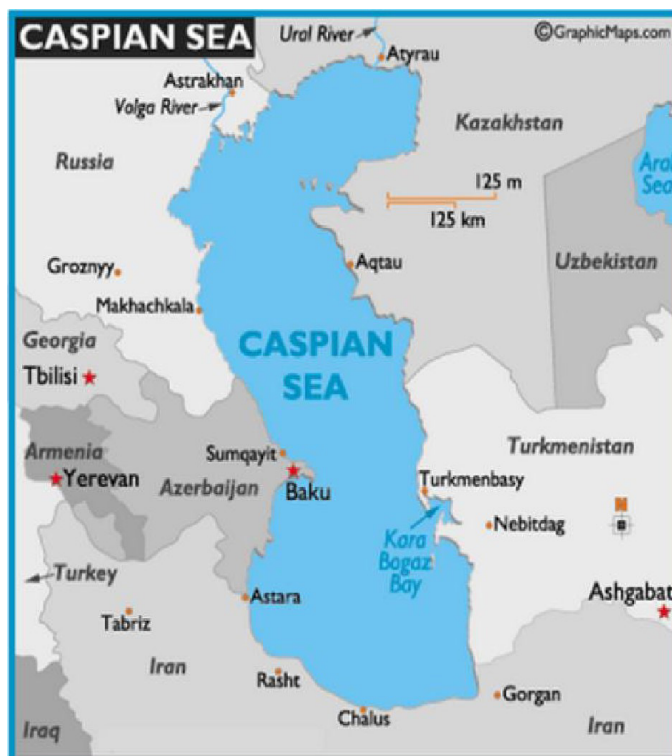 CASPIAN SEA
Ural River
©GraphicMaps.com
Atyrau
Astrakhan
Volga River
Kazakhstan
Russia
Aral
Sea
125 m
125 km
Groznyy
Aqtau
Uzbekistan
Makhachkala
Georgia
CASPIAN
SEA
Tbilisi
Armenia
Sumqayit
Turkmenistan
Yerevan
Azerbaijan
Baku
Turkmenbasy
N
Nebitdag
Kara
Bogaz
Bay
Turkey
Astara
Ashgabat
Tabriz
Iran
Rasht
Gorgan
Chalus
Iraq
Iran